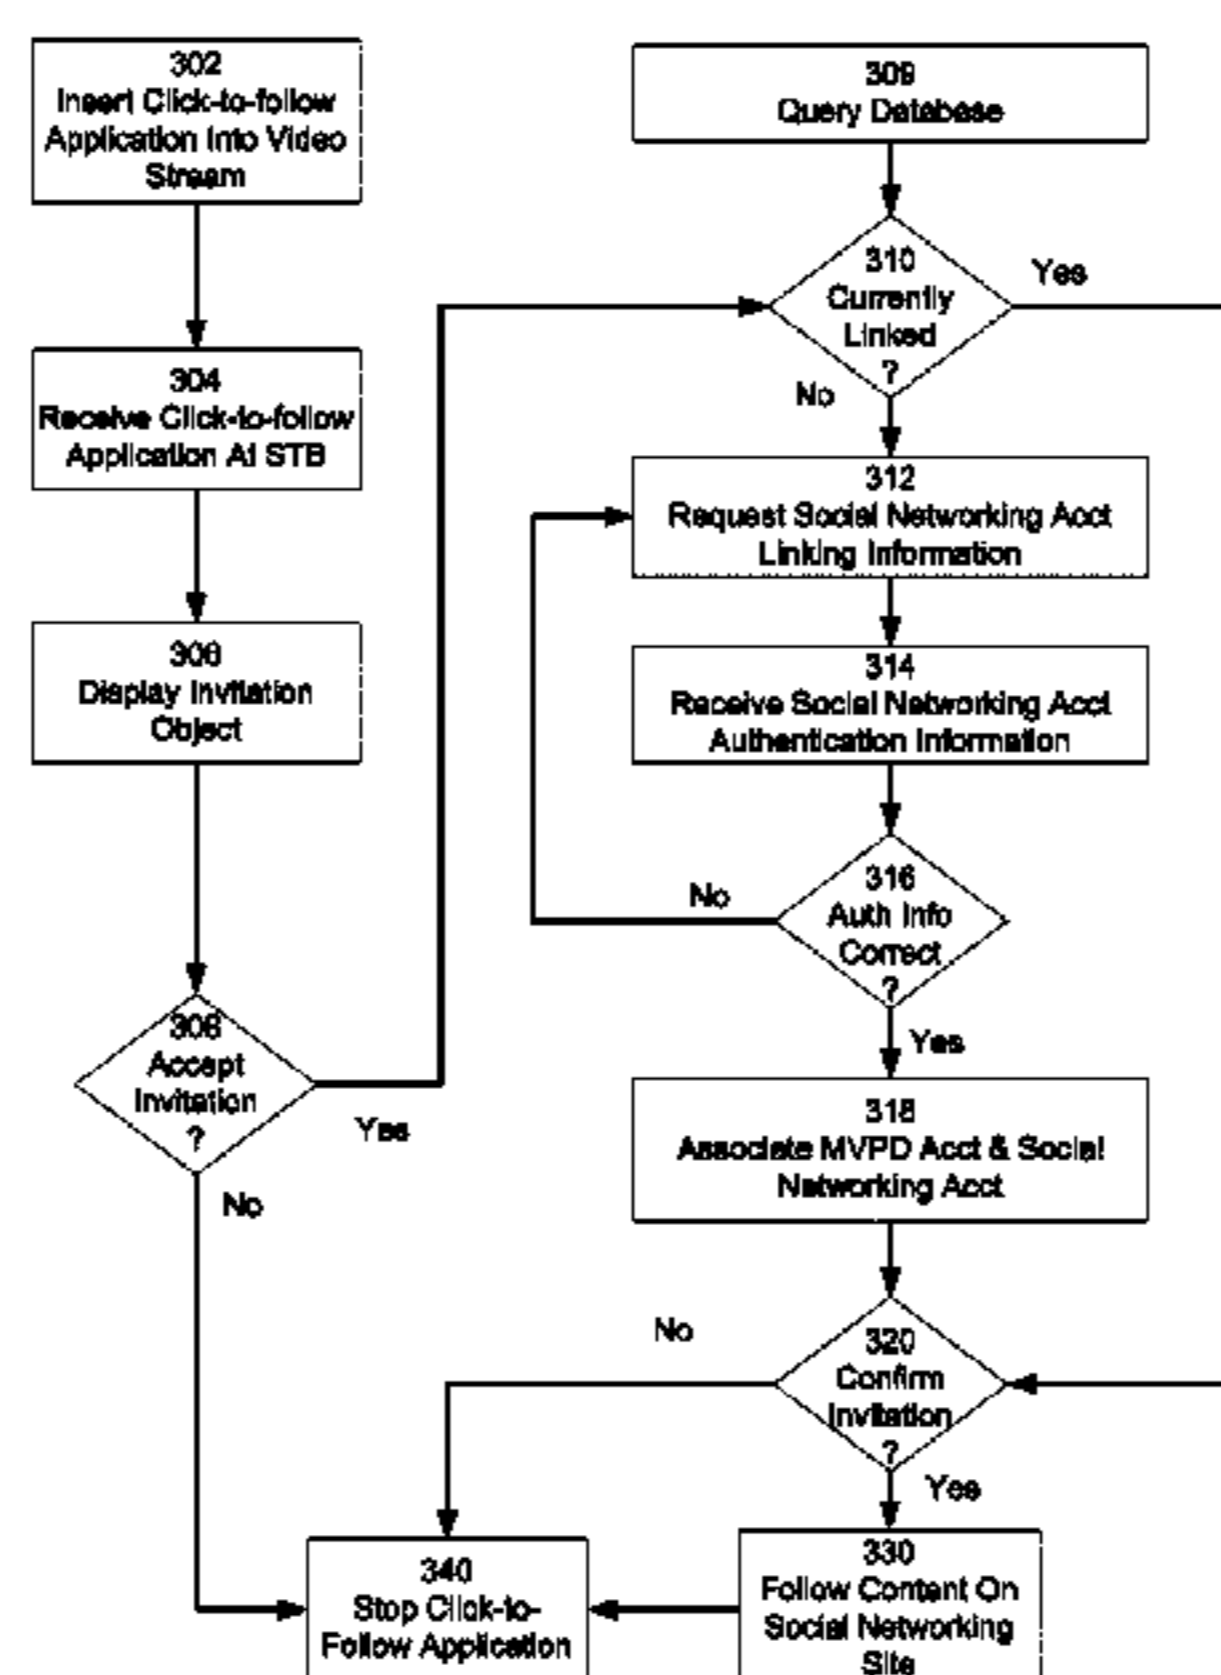 302
Insert Click-to-follow
Application Into Video
Stream
304
Receive Click-to-follow
Application At STB
306
Display Invitation
Object
308
Accept
Invitation
?
Yes
No
309
Query Database
310
Currently
Linked
?
Yes
No
312
Request Social Networking Acct
Linking Information
314
Receive Social Networking Acct
Authentication Information
316
Auth Info
Correct
?
No
Yes
318
Associate MVPD Acct & Social
Networking Acct
320
Confirm
Invitation
?
No
Yes
330
Follow Content On
Social Networking
Site
340
Stop Click-to-
Follow Application